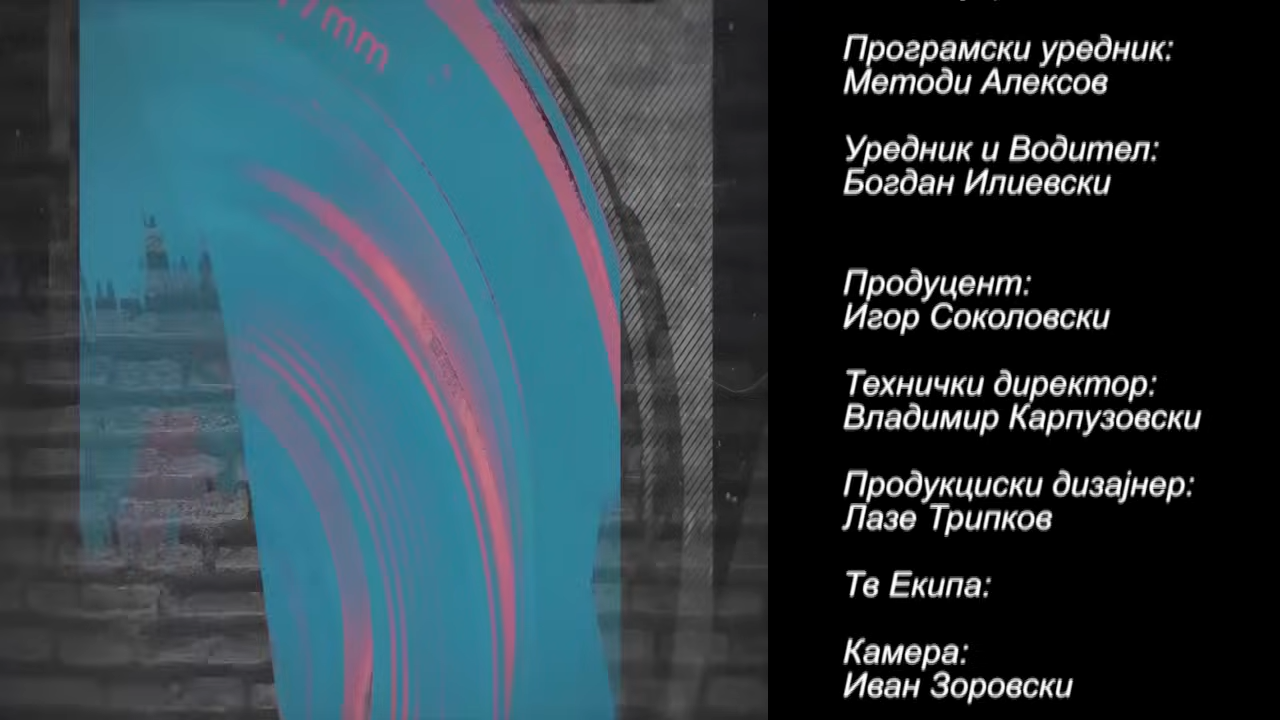 17mm
Програмски уредник:
Методи Алексов
Уредник и Водител:
Богдан Илиевски
Продуцент:
Игор Соколовски
Технички директор:
Владимир Карпузовски
Продукциски дизајнер:
Лазе Трипков
Тв Екипа:
Камера:
Иван Зоровски